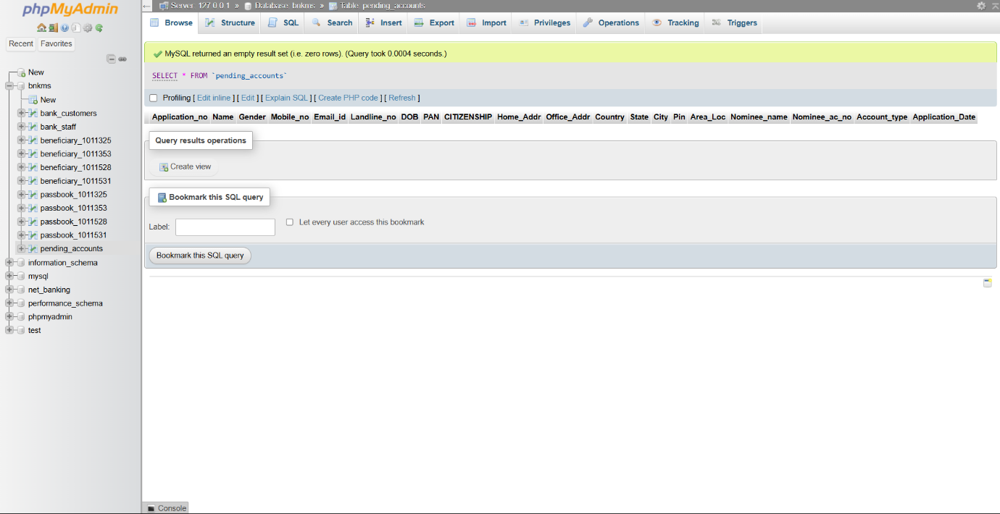 phpMyAdmin
Recent Favorites
New
bnkms
New
bank_customers
bank_staff
beneficiary_1011325
beneficiary_1011353
beneficiary_1011528
beneficiary_1011531
passbook_1011325
passbook_1011353
passbook_1011528
passbook_1011531
pending_accounts
information_schema
mysql
net_banking
performance_schema
phpmyadmin
test
Server: 127.0.0.1 » Database: bnkms » Table: pending_accounts
Browse Structure SQL Search Insert Export Import Privileges Operations Tracking Triggers
MySQL returned an empty result set (i.e. zero rows). (Query took 0.0004 seconds.)
SELECT * FROM `pending_accounts`
Profiling [ Edit inline ] [ Edit ] [ Explain SQL ] [ Create PHP code ] [ Refresh ]
Application_no Name Gender Mobile_no Email_id Landline_no DOB PAN CITIZENSHIP Home_Addr Office_Addr Country State City Pin Area_Loc Nominee_name Nominee_ac_no Account_type Application_Date
Query results operations
Create view
Bookmark this SQL query
Label: Let every user access this bookmark
Bookmark this SQL query
Console